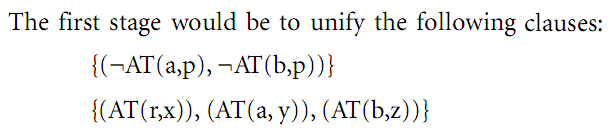 The first stage would be to unify the following clauses:
{(¬AT(a,p), ¬AT(b,p))}
{(AT(r,x)), (AT(a, y)), (AT(b,z))}